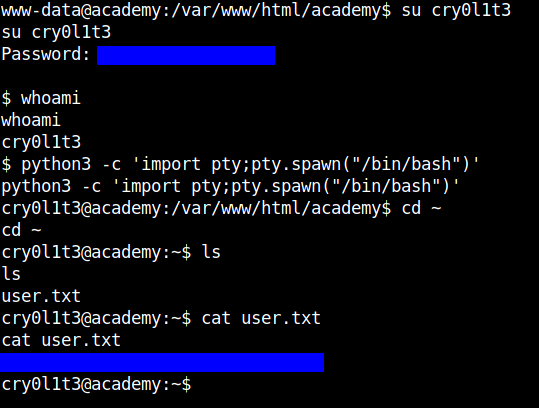 www-data@academy:/var/www/html/academy$ su cry0l1t3
su cry0l1t3
Password:
$ whoami
whoami
cry0l1t3
$ python3 -c 'import pty;pty.spawn("/bin/bash")'
python3 -c 'import pty;pty.spawn("/bin/bash")'
cry0l1t3@academy:/var/www/html/academy$ cd ~
cd ~
cry0l1t3@academy:~$ ls
ls
user.txt
cry0l1t3@academy:~$ cat user.txt
cat user.txt
cry0l1t3@academy:~$